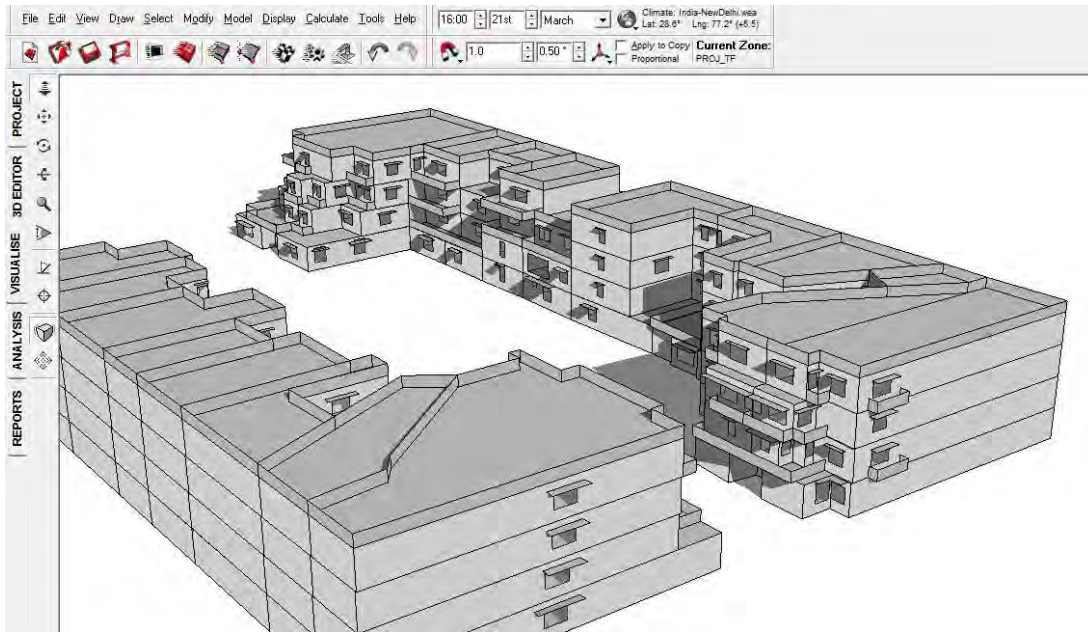 File Edit View Draw Select Modify Model Display Calculate Tools Help
16:00 21st March
Climate: India-NewDelhi.wea
Lat: 28.6° Lng: 77.2° (+5.5)
1.0 0.50 °
Apply to Copy
Proportional
Current Zone:
PROJ_TF
PROJECT
3D EDITOR
VISUALISE
ANALYSIS
REPORTS